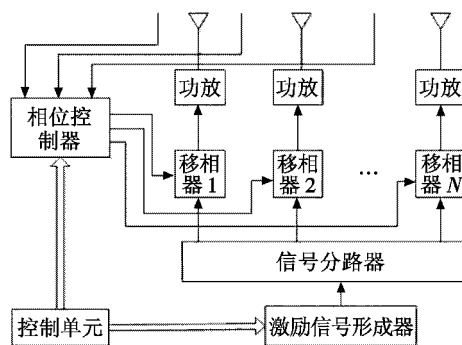 功放
功放
功放
相位控
制器
移相
器1
移相
器2
…
移相
器N
信号分路器
控制单元
激励信号形成器